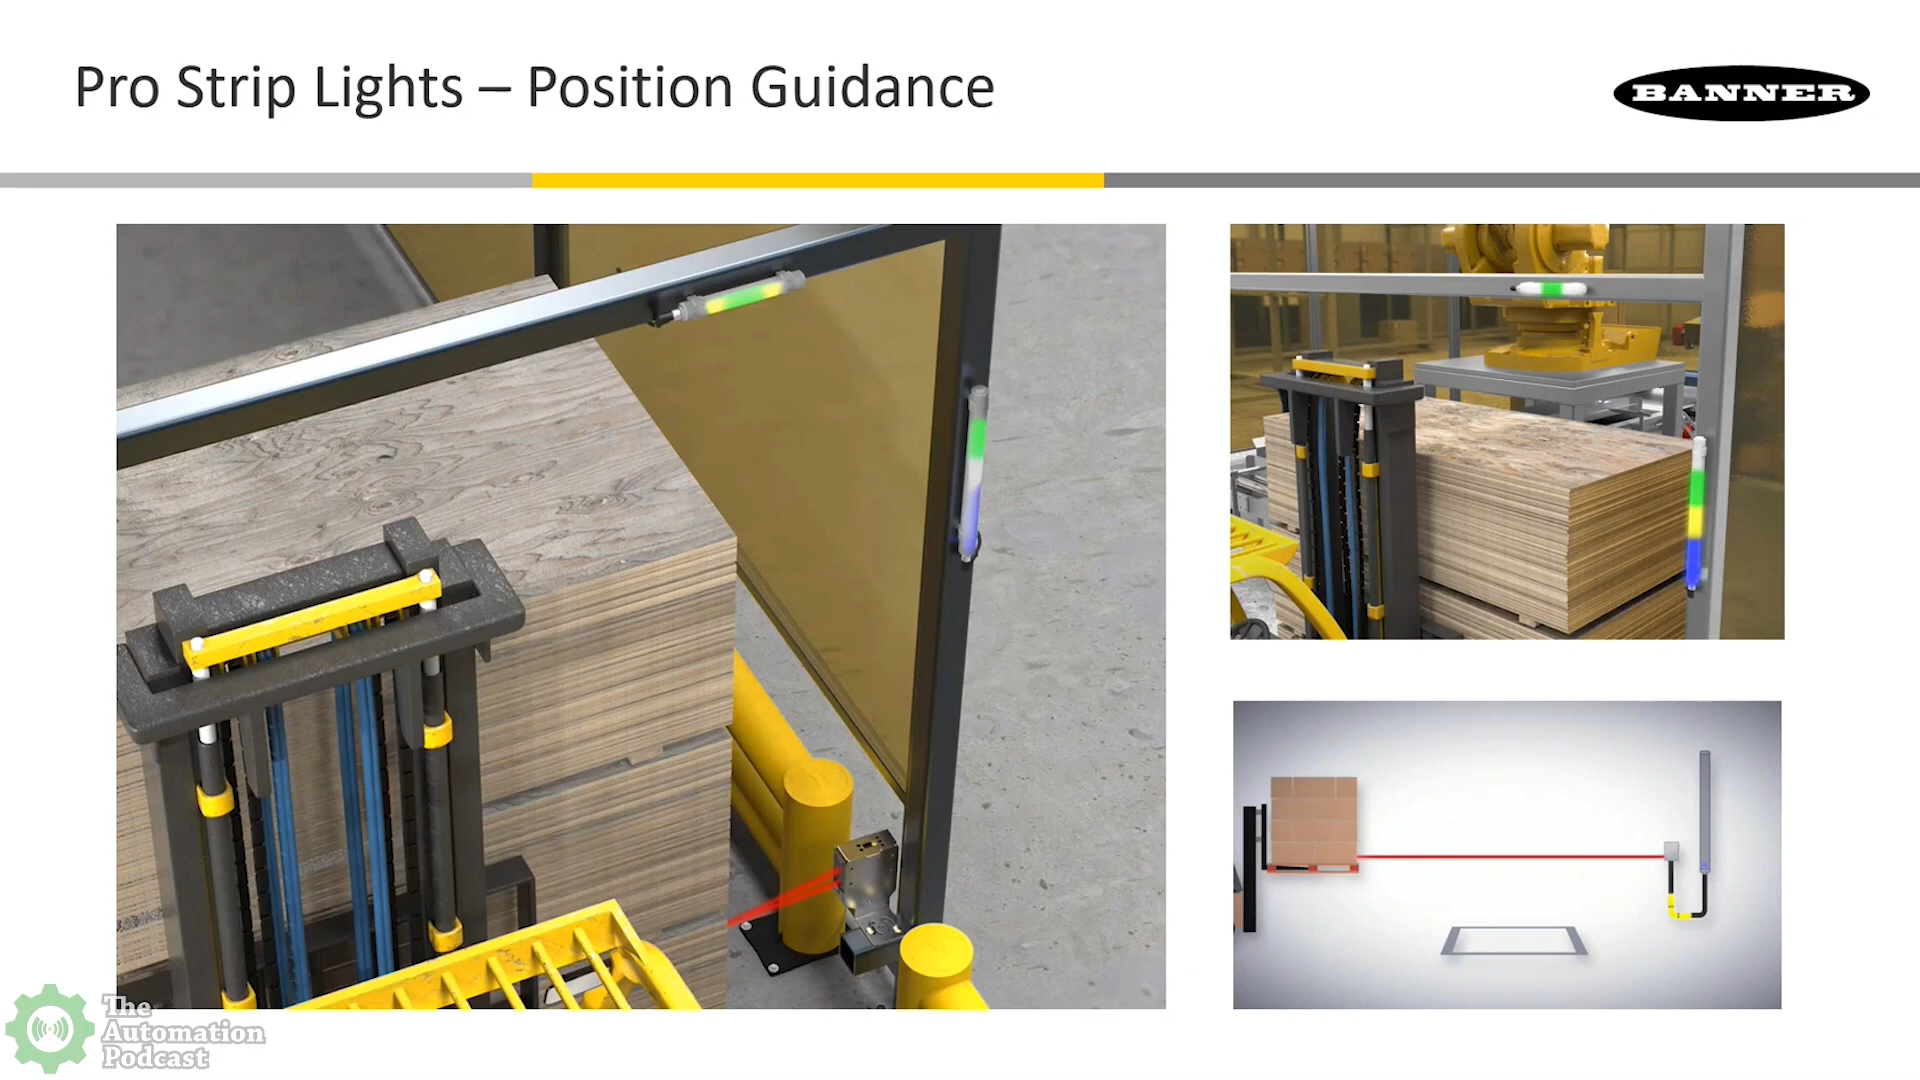 Pro Strip Lights – Position Guidance
BANNER
The
Automation
Podcast